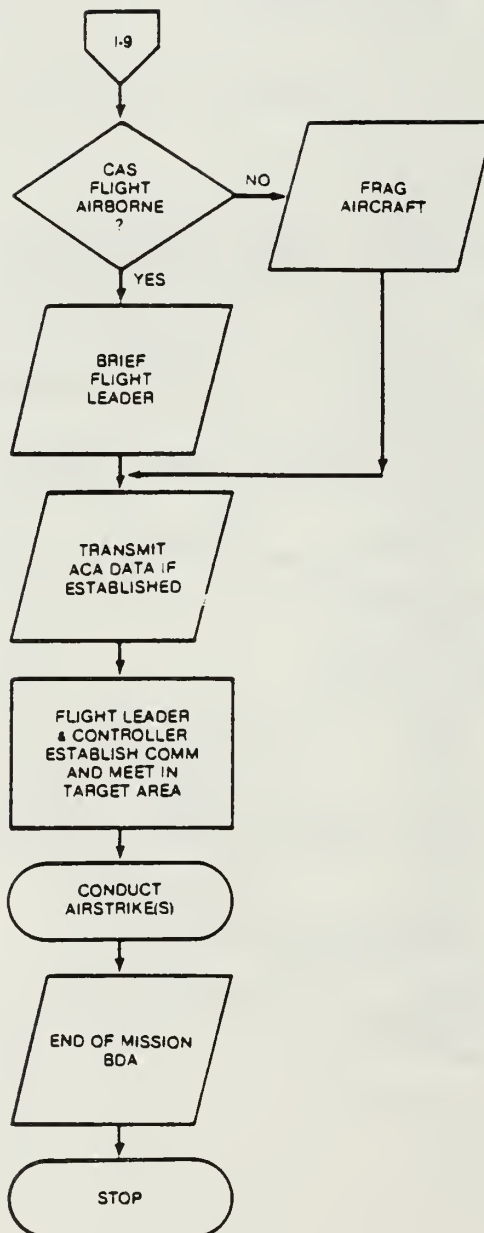 I-9
CAS
FLIGHT
AIRBORNE
?
NO
FRAG
AIRCRAFT
YES
BRIEF
FLIGHT
LEADER
TRANSMIT
ACA DATA IF
ESTABLISHED
FLIGHT LEADER
& CONTROLLER
ESTABLISH COMM
AND MEET IN
TARGET AREA
CONDUCT
AIRSTRIKE(S)
END OF MISSION
BDA
STOP